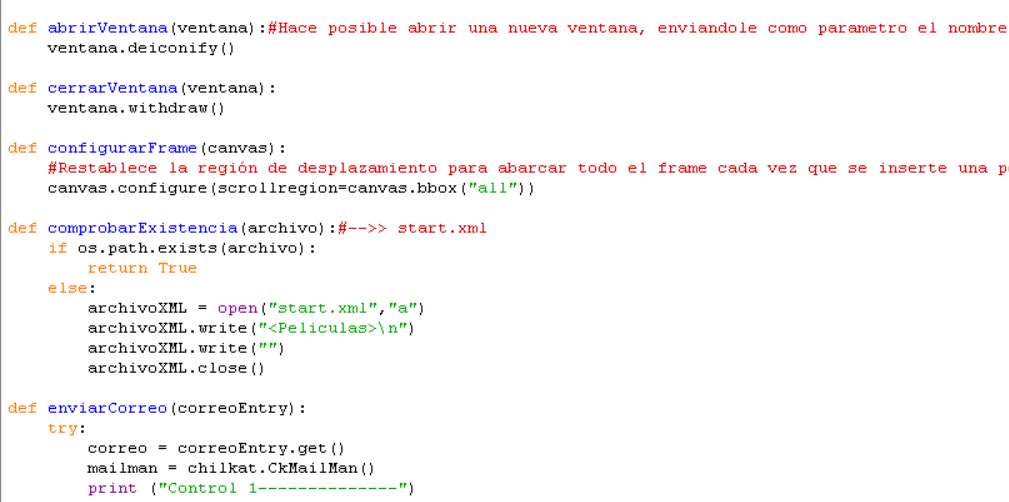 def abrirVentana(ventana):#Hace posible abrir una nueva ventana, enviandole como parametro el nombre
    ventana.deiconify()
def cerrarVentana(ventana):
    ventana.withdraw()
def configurarFrame(canvas):
    #Restablece la región de desplazamiento para abarcar todo el frame cada vez que se inserte una
    canvas.configure(scrollregion=canvas.bbox("all"))
def comprobarExistencia(archivo):#-->> start.xml
    if os.path.exists(archivo):
        return True
    else:
        archivoXML = open("start.xml","a")
        archivoXML.write("<Peliculas>\n")
        archivoXML.write("")
        archivoXML.close()
def enviarCorreo(correoEntry):
    try:
        correo = correoEntry.get()
        mailman = chilkat.CkMailMan()
        print ("Control 1--------------")